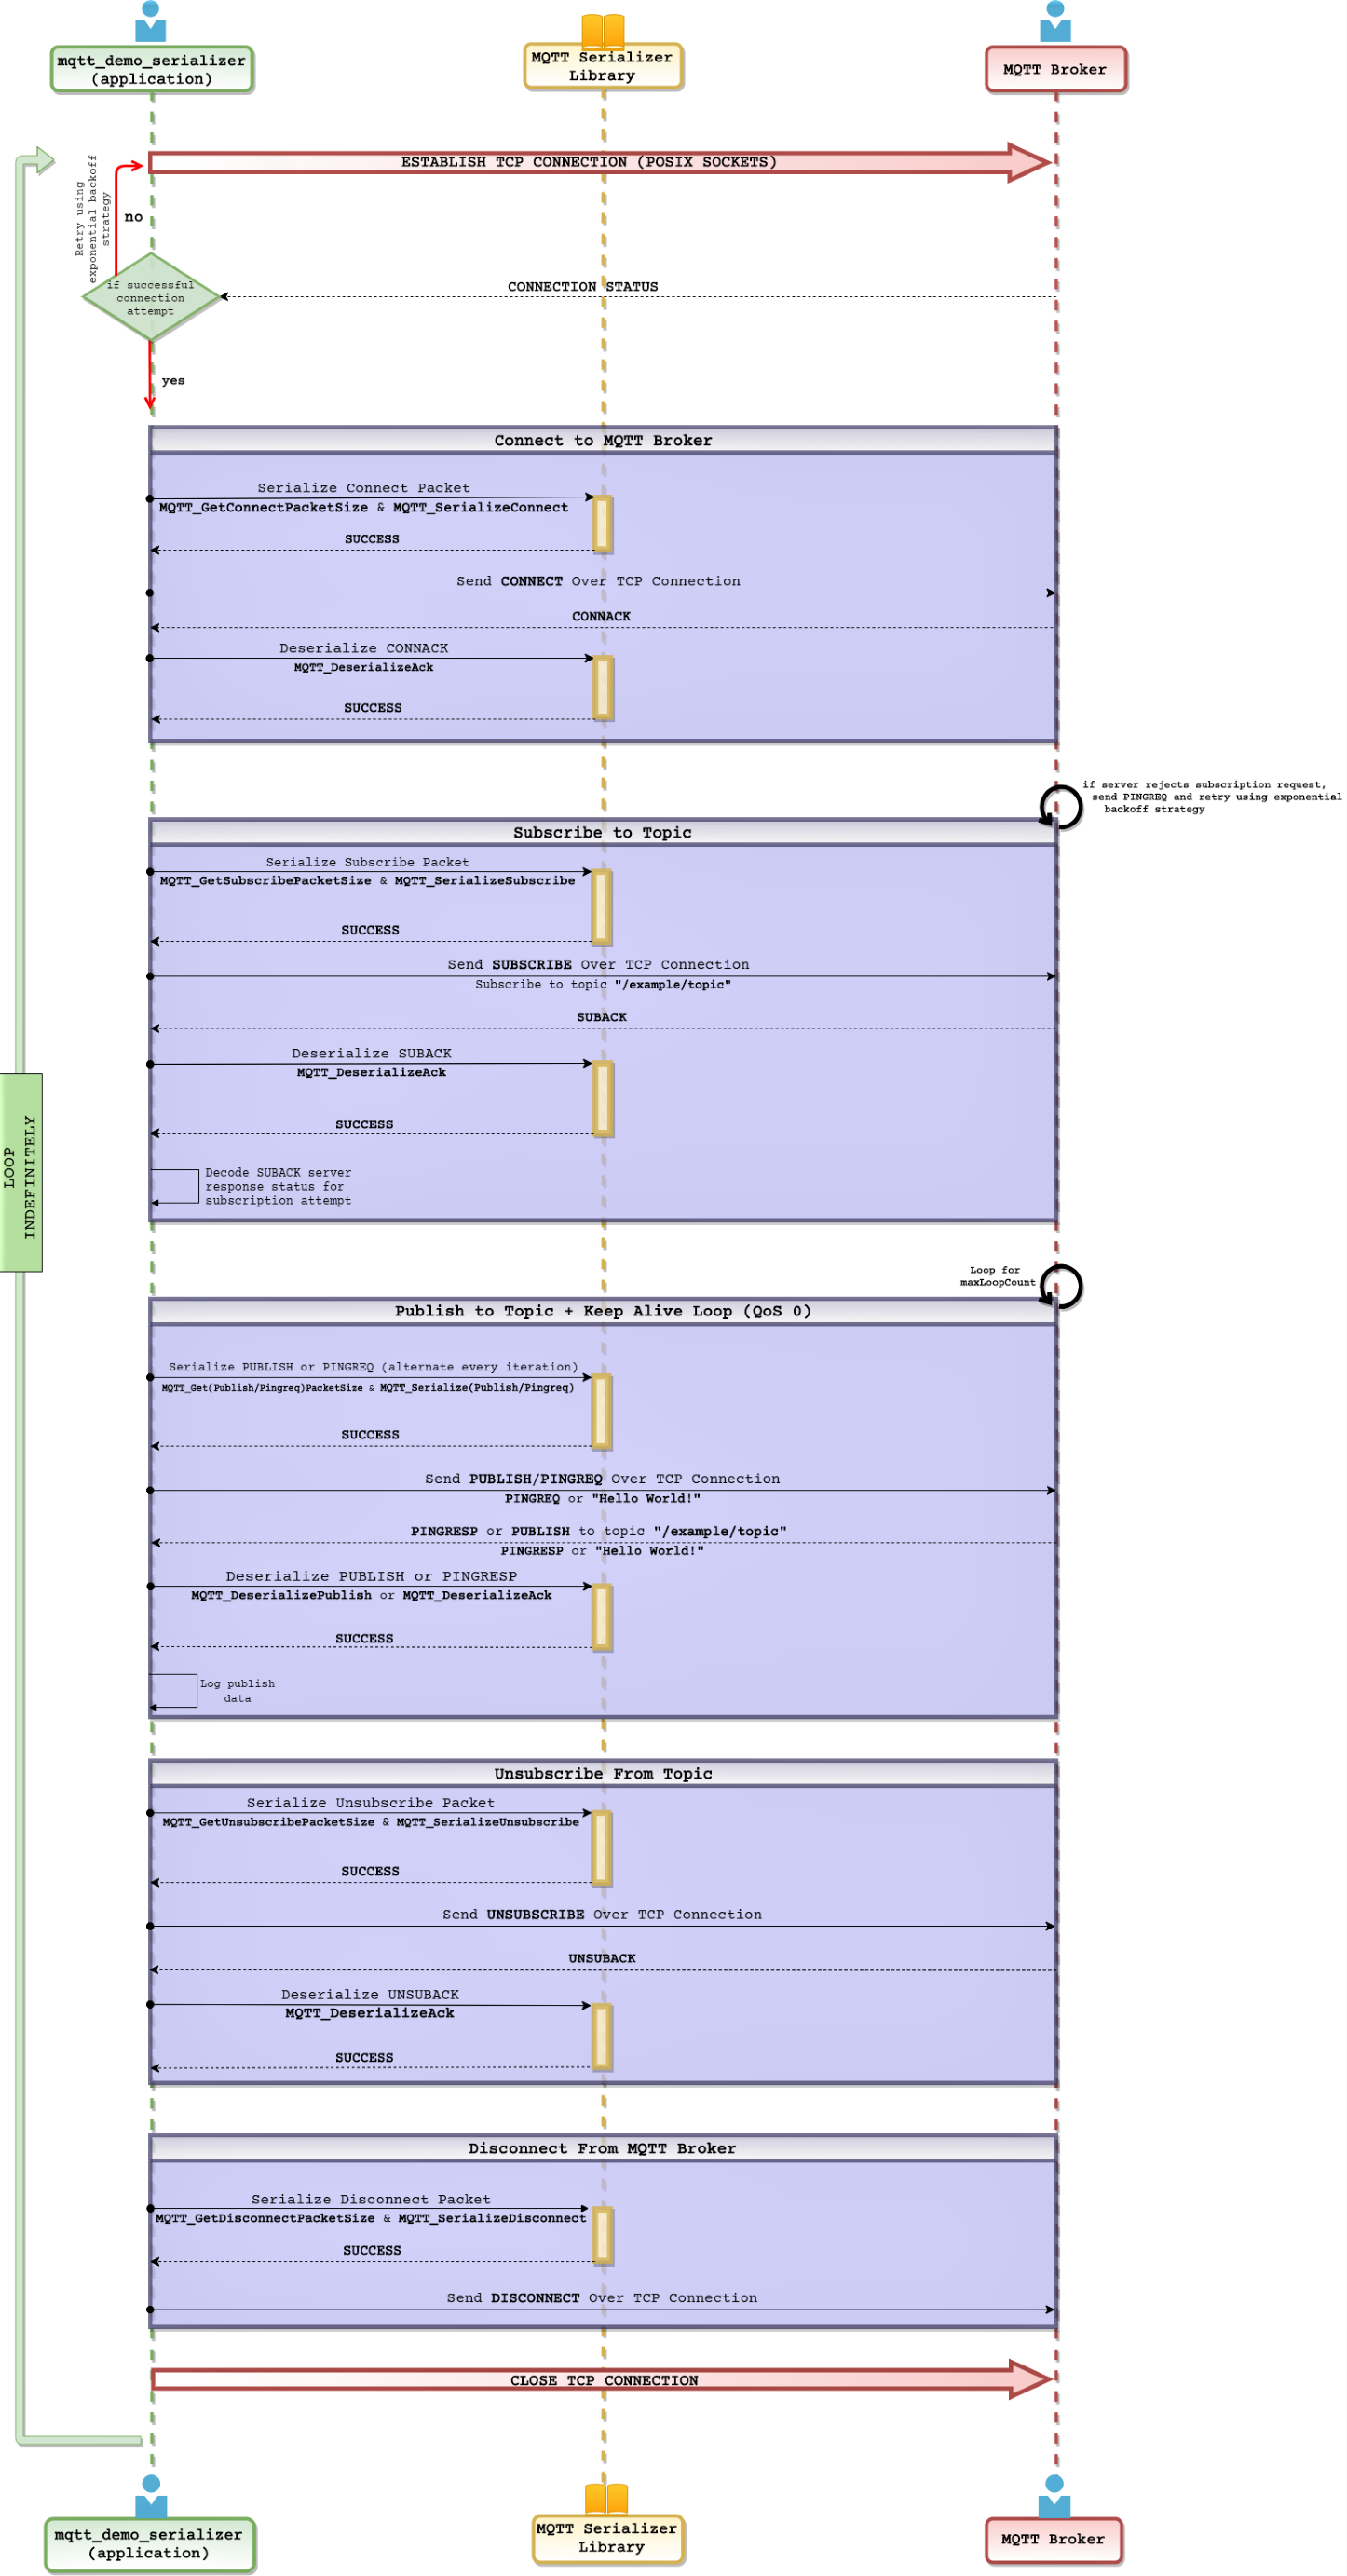 mqtt_demo_serializer
(application)
MQTT Serializer
Library
MQTT Broker
ESTABLISH TCP CONNECTION (POSIX SOCKETS)
Retry using
exponential backoff
strategy
no
if successful
connection
attempt
CONNECTION STATUS
yes
Connect to MQTT Broker
Serialize Connect Packet
MQTT_GetConnectPacketSize & MQTT_SerializeConnect
SUCCESS
Send CONNECT Over TCP Connection
CONNACK
Deserialize CONNACK
MQTT_DeserializeAck
SUCCESS
if server rejects subscription request,
send PINGREQ and retry using exponential
backoff strategy
Subscribe to Topic
Serialize Subscribe Packet
MQTT_GetSubscribePacketSize & MQTT_SerializeSubscribe
SUCCESS
Send SUBSCRIBE Over TCP Connection
Subscribe to topic "/example/topic"
SUBACK
Deserialize SUBACK
MQTT_DeserializeAck
SUCCESS
Decode SUBACK server
response status for
subscription attempt
LOOP
INDEFINITELY
Loop for
maxLoopCount
Publish to Topic + Keep Alive Loop (QoS 0)
Serialize PUBLISH or PINGREQ (alternate every iteration)
MQTT_Get(Publish/Pingreq)PacketSize & MQTT_Serialize(Publish/Pingreq)
SUCCESS
Send PUBLISH/PINGREQ Over TCP Connection
PINGREQ or "Hello World!"
PINGRESP or PUBLISH to topic "/example/topic"
PINGRESP or "Hello World!"
Deserialize PUBLISH or PINGRESP
MQTT_DeserializePublish or MQTT_DeserializeAck
SUCCESS
Log publish
data
Unsubscribe From Topic
Serialize Unsubscribe Packet
MQTT_GetUnsubscribePacketSize & MQTT_SerializeUnsubscribe
SUCCESS
Send UNSUBSCRIBE Over TCP Connection
UNSUBACK
Deserialize UNSUBACK
MQTT_DeserializeAck
SUCCESS
Disconnect From MQTT Broker
Serialize Disconnect Packet
MQTT_GetDisconnectPacketSize & MQTT_SerializeDisconnect
SUCCESS
Send DISCONNECT Over TCP Connection
CLOSE TCP CONNECTION
mqtt_demo_serializer
(application)
MQTT Serializer
Library
MQTT Broker